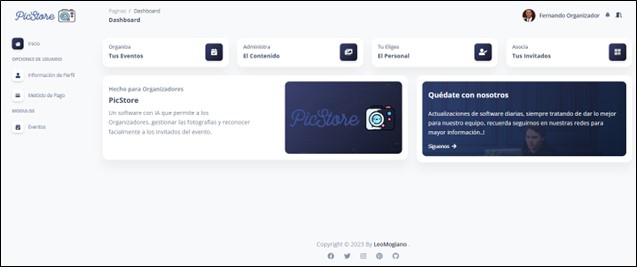 PicStore
Paginas / Dashboard
Dashboard
Fernando Organizador
Inicio
OPCIONES DE USUARIO
Información de Perfil
Metodo de Pago
MODULOS
Eventos
Organiza
Tus Eventos
Administra
El Contenido
Tu Eliges
El Personal
Asocia
Tus Invitados
Hecho para Organizadores
PicStore
Un software con IA que permite a los
Organizadores, gestionar las fotografías y reconocer
facialmente a los invitados del evento.
PicStore
Quédate con nosotros
Actualizaciones de software diarias, siempre tratando de dar lo mejor
para nuestro equipo, recuerda seguirnos en nuestras redes para
mayor información..!
Siguenos
Copyright © 2023 By LeoMogiano .